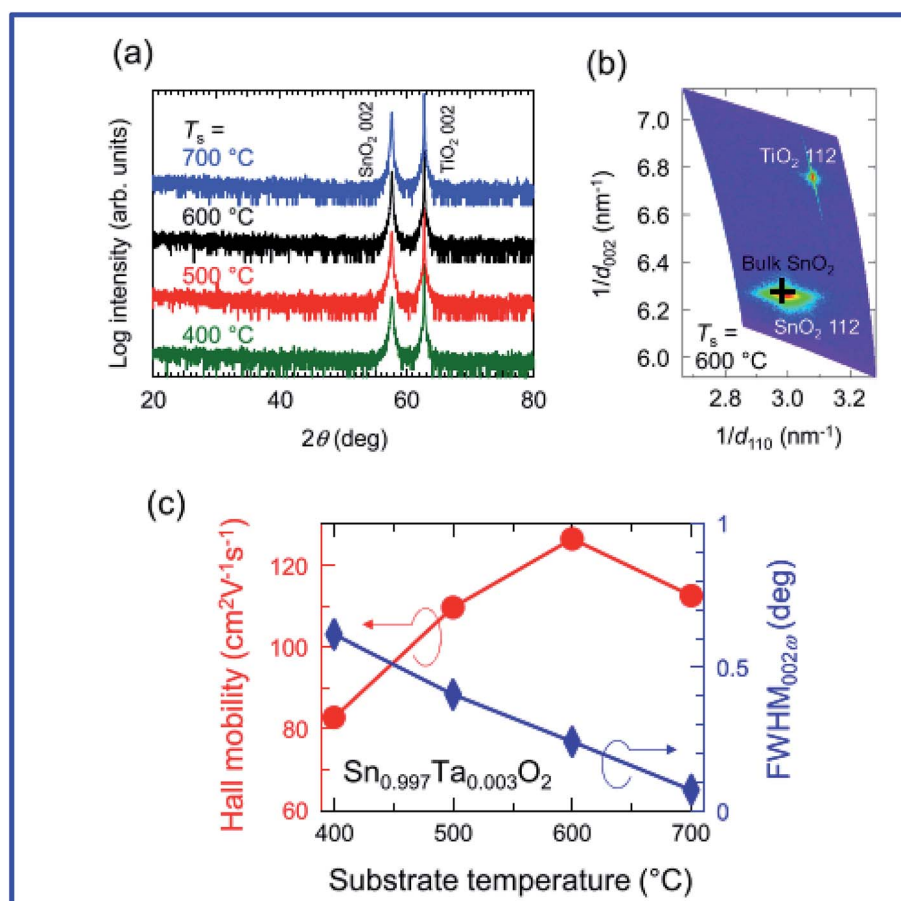 (a)
Log intensity (arb. units)
T_s =
700 °C
600 °C
500 °C
400 °C
SnO₂ 002
TiO₂ 002
20 40 60 80
2θ (deg)
(b)
1/d₀₀₂ (nm⁻¹)
7.0
6.8
6.6
6.4
6.2
6.0
TiO₂ 112
Bulk SnO₂
SnO₂ 112
T_s =
600 °C
2.8 3.0 3.2
1/d₁₁₀ (nm⁻¹)
(c)
Hall mobility (cm²V⁻¹s⁻¹)
120
100
80
60
1
0.5
0
FWHM₀₀₂ω (deg)
Sn₀.₉₉₇Ta₀.₀₀₃O₂
400 500 600 700
Substrate temperature (°C)